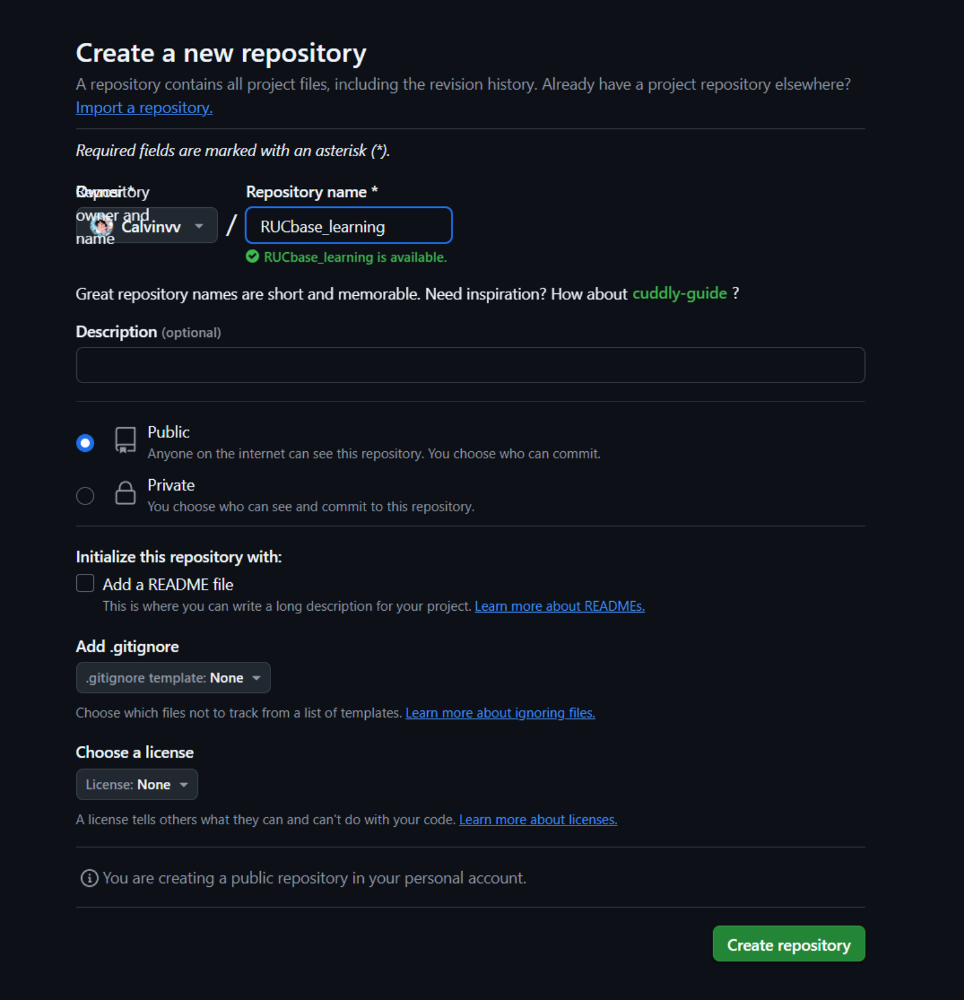 Create a new repository
A repository contains all project files, including the revision history. Already have a project repository elsewhere?
Import a repository.
Required fields are marked with an asterisk (*).
Owner *
Repository
owner and
name
Calvinvv
/
Repository name *
RUCbase_learning
RUCbase_learning is available.
Great repository names are short and memorable. Need inspiration? How about cuddly-guide ?
Description (optional)
Public
Anyone on the internet can see this repository. You choose who can commit.
Private
You choose who can see and commit to this repository.
Initialize this repository with:
Add a README file
This is where you can write a long description for your project. Learn more about READMEs.
Add .gitignore
.gitignore template: None
Choose which files not to track from a list of templates. Learn more about ignoring files.
Choose a license
License: None
A license tells others what they can and can't do with your code. Learn more about licenses.
You are creating a public repository in your personal account.
Create repository